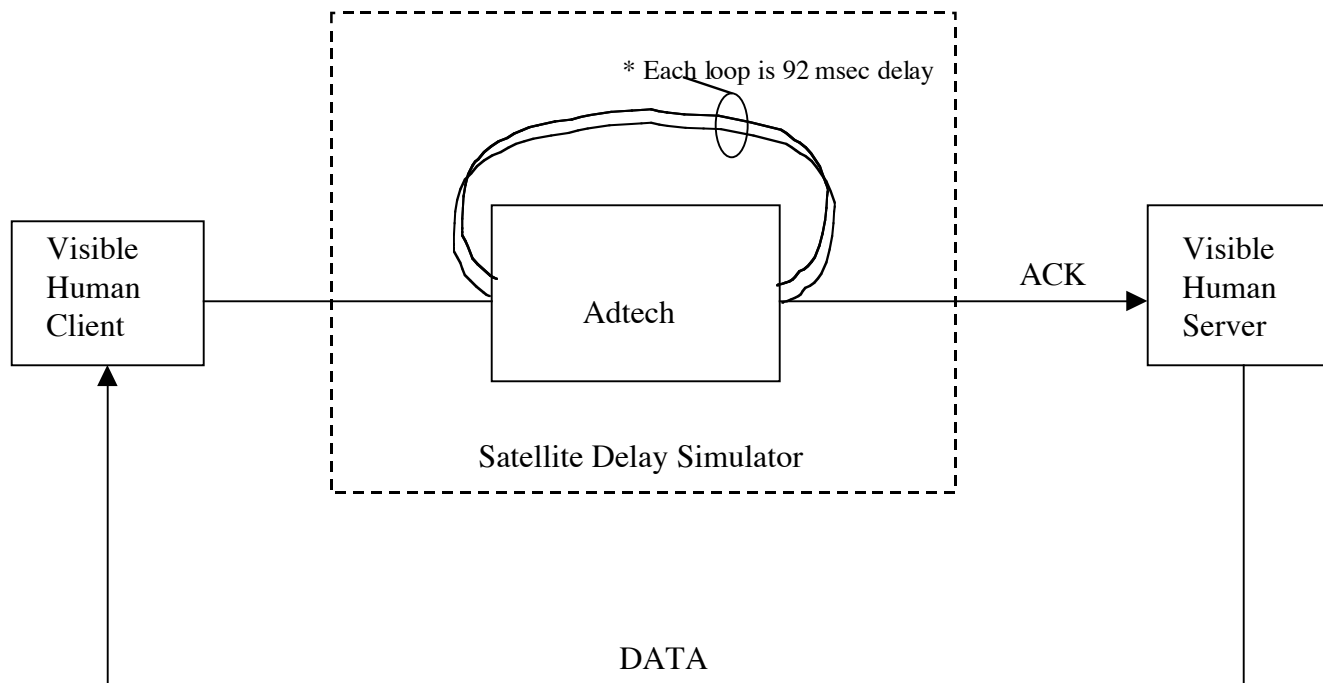 * Each loop is 92 msec delay
Visible
Human
Client
Adtech
ACK
Visible
Human
Server
Satellite Delay Simulator
DATA